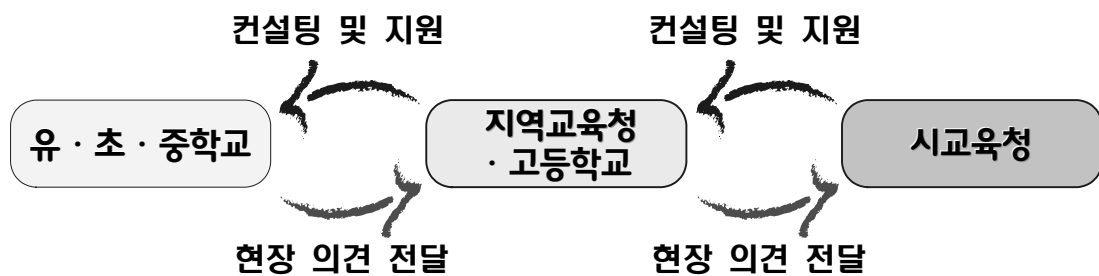 컨설팅 및 지원
컨설팅 및 지원
유 · 초 · 중학교
지역교육청
· 고등학교
시교육청
현장 의견 전달
현장 의견 전달